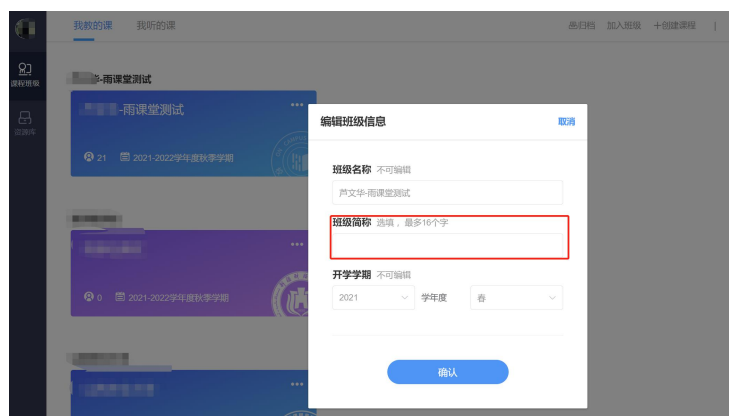 我教的课 我听的课
归档 加入班级 +创建课程
课程班级
资源库
-雨课堂测试
-雨课堂测试
21 2021-2022学年度秋季学期
0 2021-2022学年度秋季学期
编辑班级信息 取消
班级名称 不可编辑
芦文华-雨课堂测试
班级简称 选填，最多16个字
开学学期 不可编辑
2021 学年度 春
确认